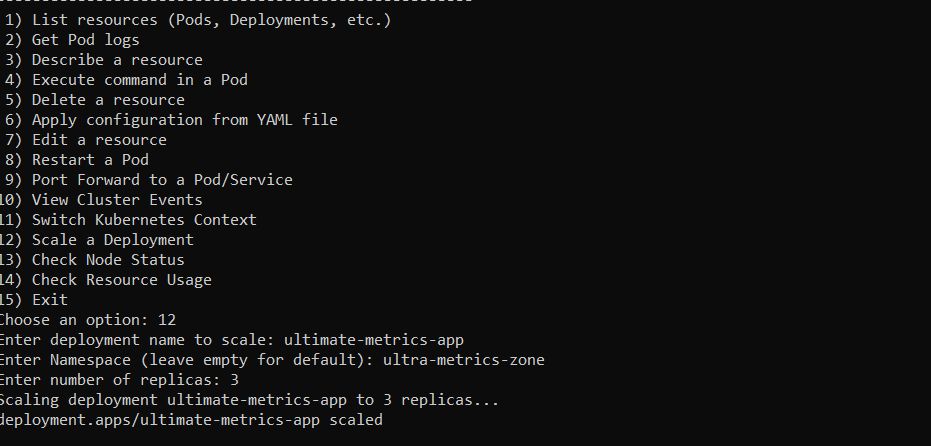 1) List resources (Pods, Deployments, etc.)
2) Get Pod logs
3) Describe a resource
4) Execute command in a Pod
5) Delete a resource
6) Apply configuration from YAML file
7) Edit a resource
8) Restart a Pod
9) Port Forward to a Pod/Service
10) View Cluster Events
11) Switch Kubernetes Context
12) Scale a Deployment
13) Check Node Status
14) Check Resource Usage
15) Exit
Choose an option: 12
Enter deployment name to scale: ultimate-metrics-app
Enter Namespace (leave empty for default): ultra-metrics-zone
Enter number of replicas: 3
Scaling deployment ultimate-metrics-app to 3 replicas...
deployment.apps/ultimate-metrics-app scaled